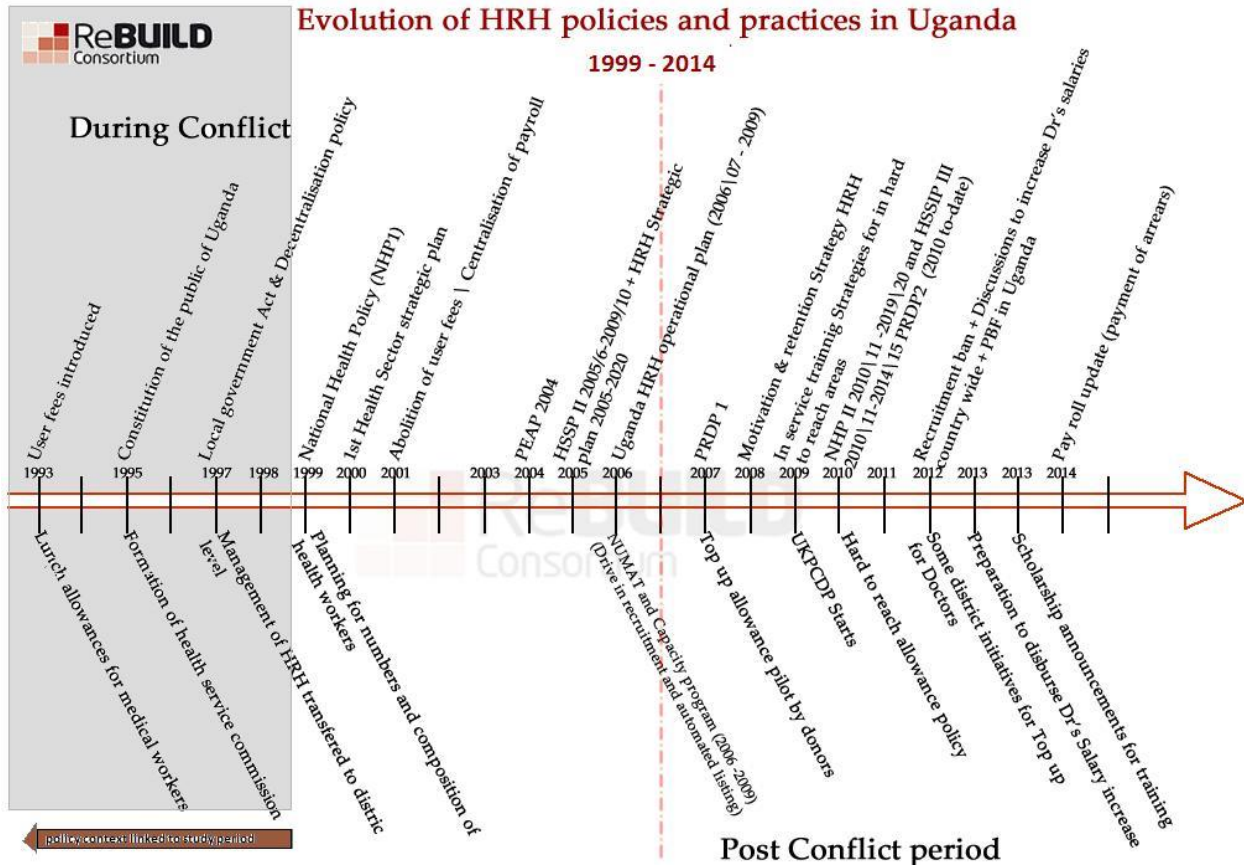 ReBUILD
Consortium
Evolution of HRH policies and practices in Uganda
1999 - 2014
During Conflict
User fees introduced
Constitution of the public of Uganda
Local government Act & Decentralisation policy
National Health Policy (NHP1)
1st Health Sector strategic plan
Abolition of user fees \ Centralisation of payroll
PEAP 2004
HSSP II 2005/6-2009/10 + HRH Strategic
plan 2005-2020
Uganda HRH operational plan (2006\07 - 2009)
PRDP 1
Motivation & retention Strategy HRH
In service trainnig Strategies for in hard
to reach areas
NHP II 2010\11 -2019\20 and HSSIP III
2010\11-2014\15 PRDP2 (2010 to-date)
Recruitment ban + Discussions to increase Dr's salaries
country wide + PBF in Uganda
Pay roll update (payment of arrears)
1993 1995 1997 1998 1999 2000 2001 2003 2004 2005 2006 2007 2008 2009 2010 2011 2012 2013 2013 2014
ReBUILD
Consortium
Lunch allowances for medical workers
Formation of health service commission
Management of HRH transferred to distric
level
Planning for numbers and composition of
health workers
NUMAT and Capacity program (2006 -2009)
(Drive in recruitment and automated listing)
Top up allowance pilot by donors
UKPCDP Starts
Hard to reach allowance policy
Some district initiatives for Top up
for Doctors
Preparation to disburse Dr's Salary increase
Scholarship announcements for training
policy context linked to study period
Post Conflict period